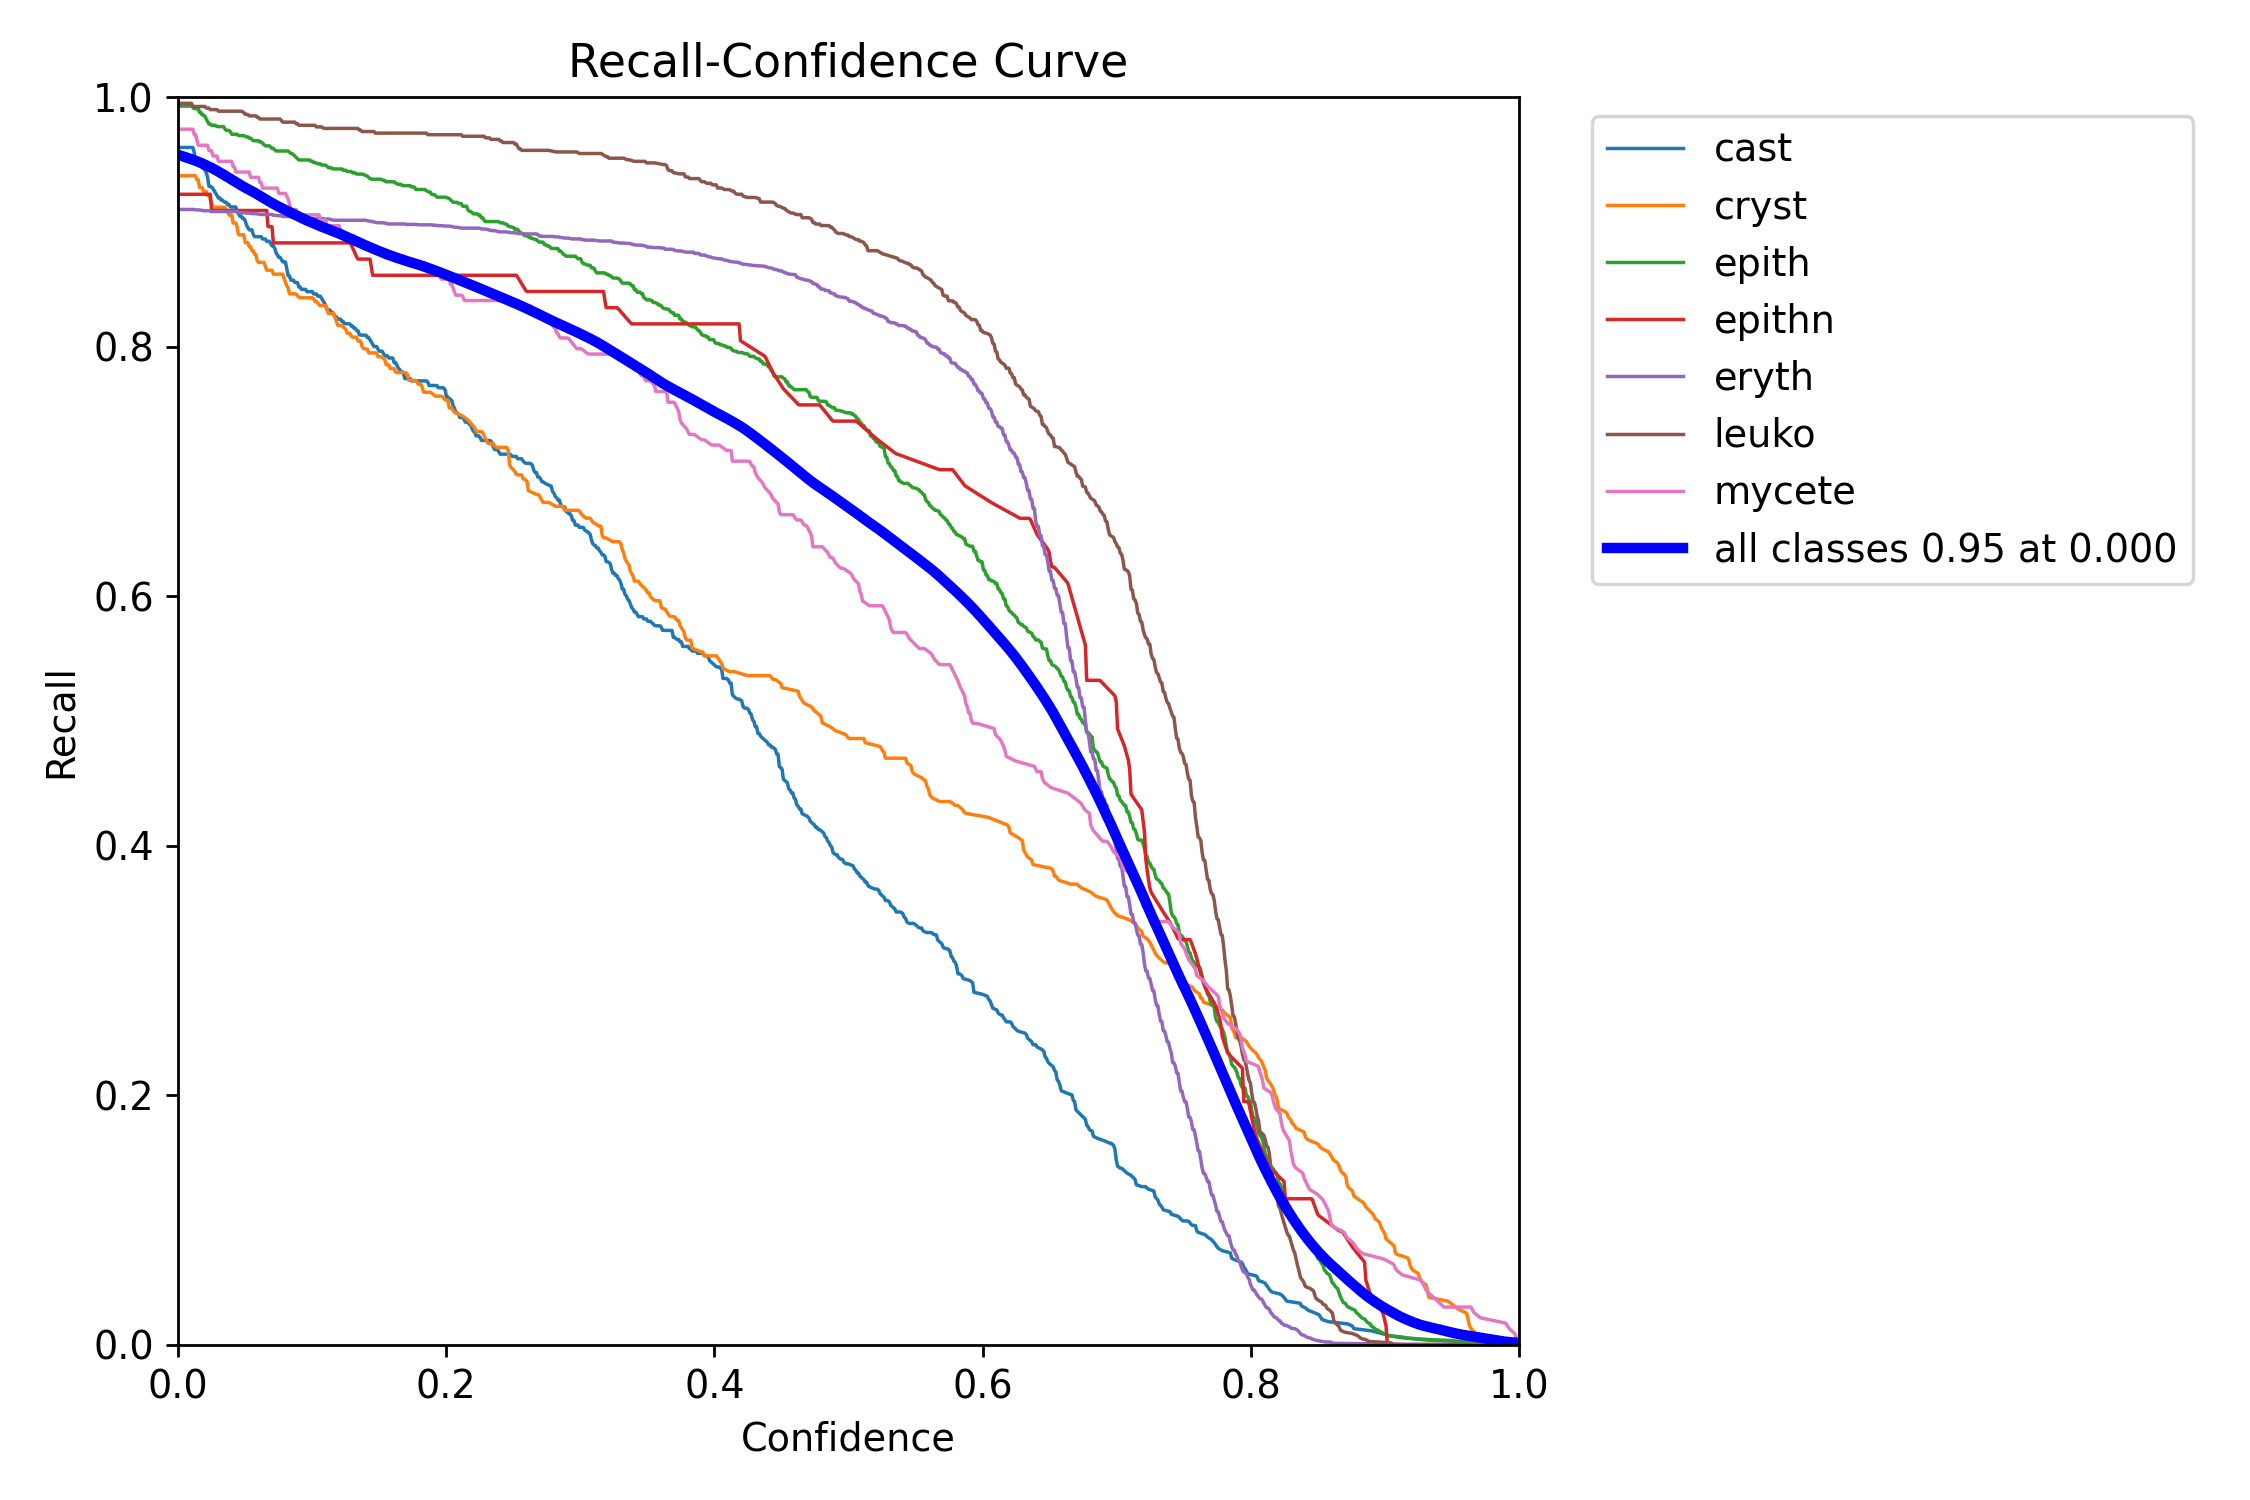 Recall-Confidence Curve
1.0
0.8
0.6
0.4
0.2
0.0
Recall
0.0 0.2 0.4 0.6 0.8 1.0
Confidence
cast
cryst
epith
epithn
eryth
leuko
mycete
all classes 0.95 at 0.000